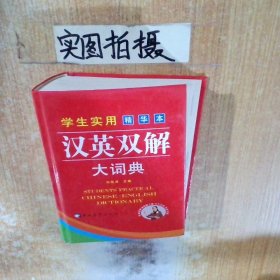 实图拍摄
学生实用 精华本
汉英双解
大词典
STUDENTS PRACTICAL
CHINESE-ENGLISH
DICTIONARY